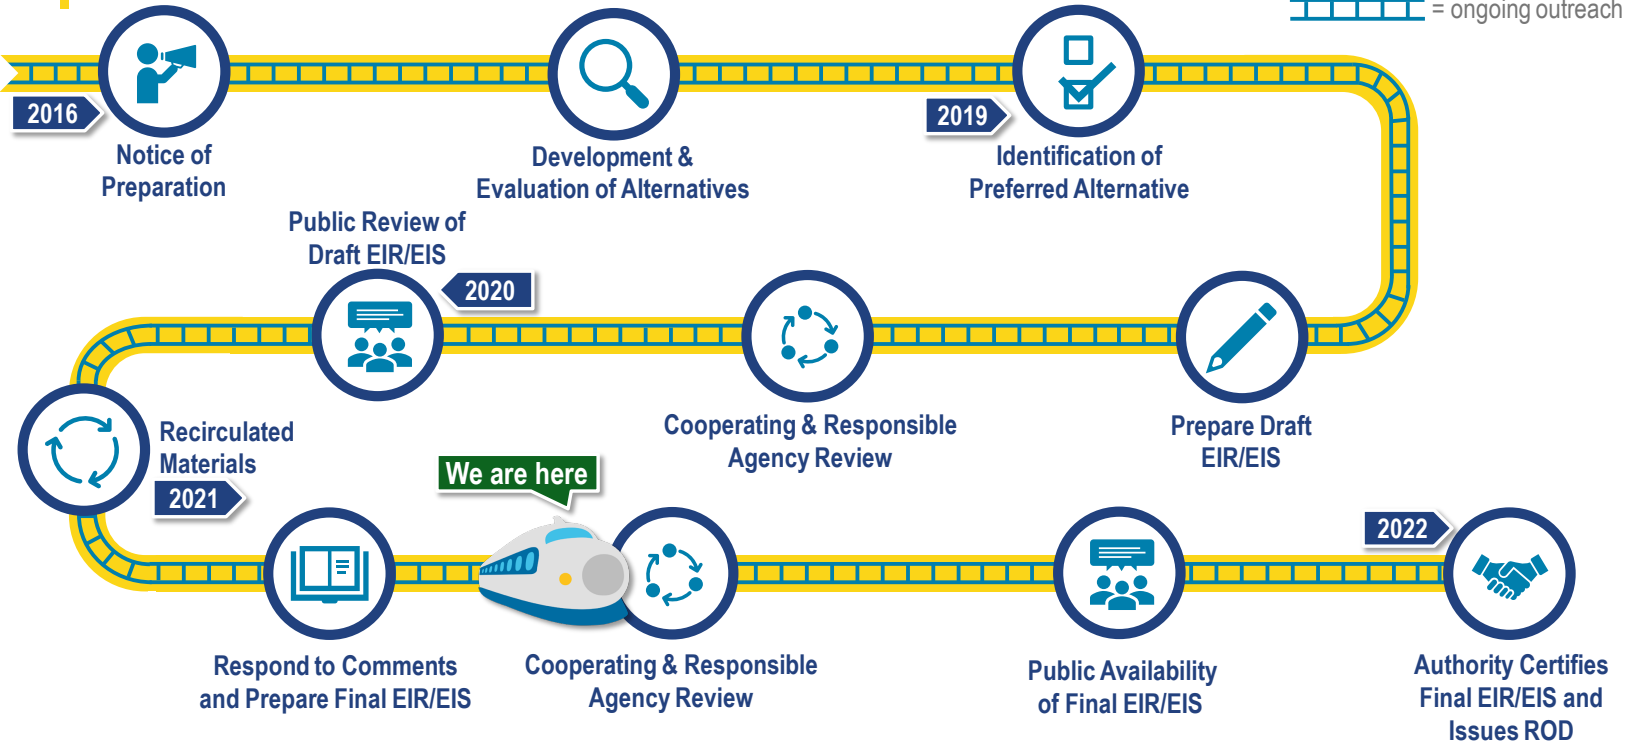 = ongoing outreach
2016
Notice of
Preparation
Development &
Evaluation of Alternatives
2019
Identification of
Preferred Alternative
Prepare Draft
EIR/EIS
Cooperating & Responsible
Agency Review
Public Review of
Draft EIR/EIS
2020
Recirculated
Materials
2021
Respond to Comments
and Prepare Final EIR/EIS
We are here
Cooperating & Responsible
Agency Review
Public Availability
of Final EIR/EIS
2022
Authority Certifies
Final EIR/EIS and
Issues ROD